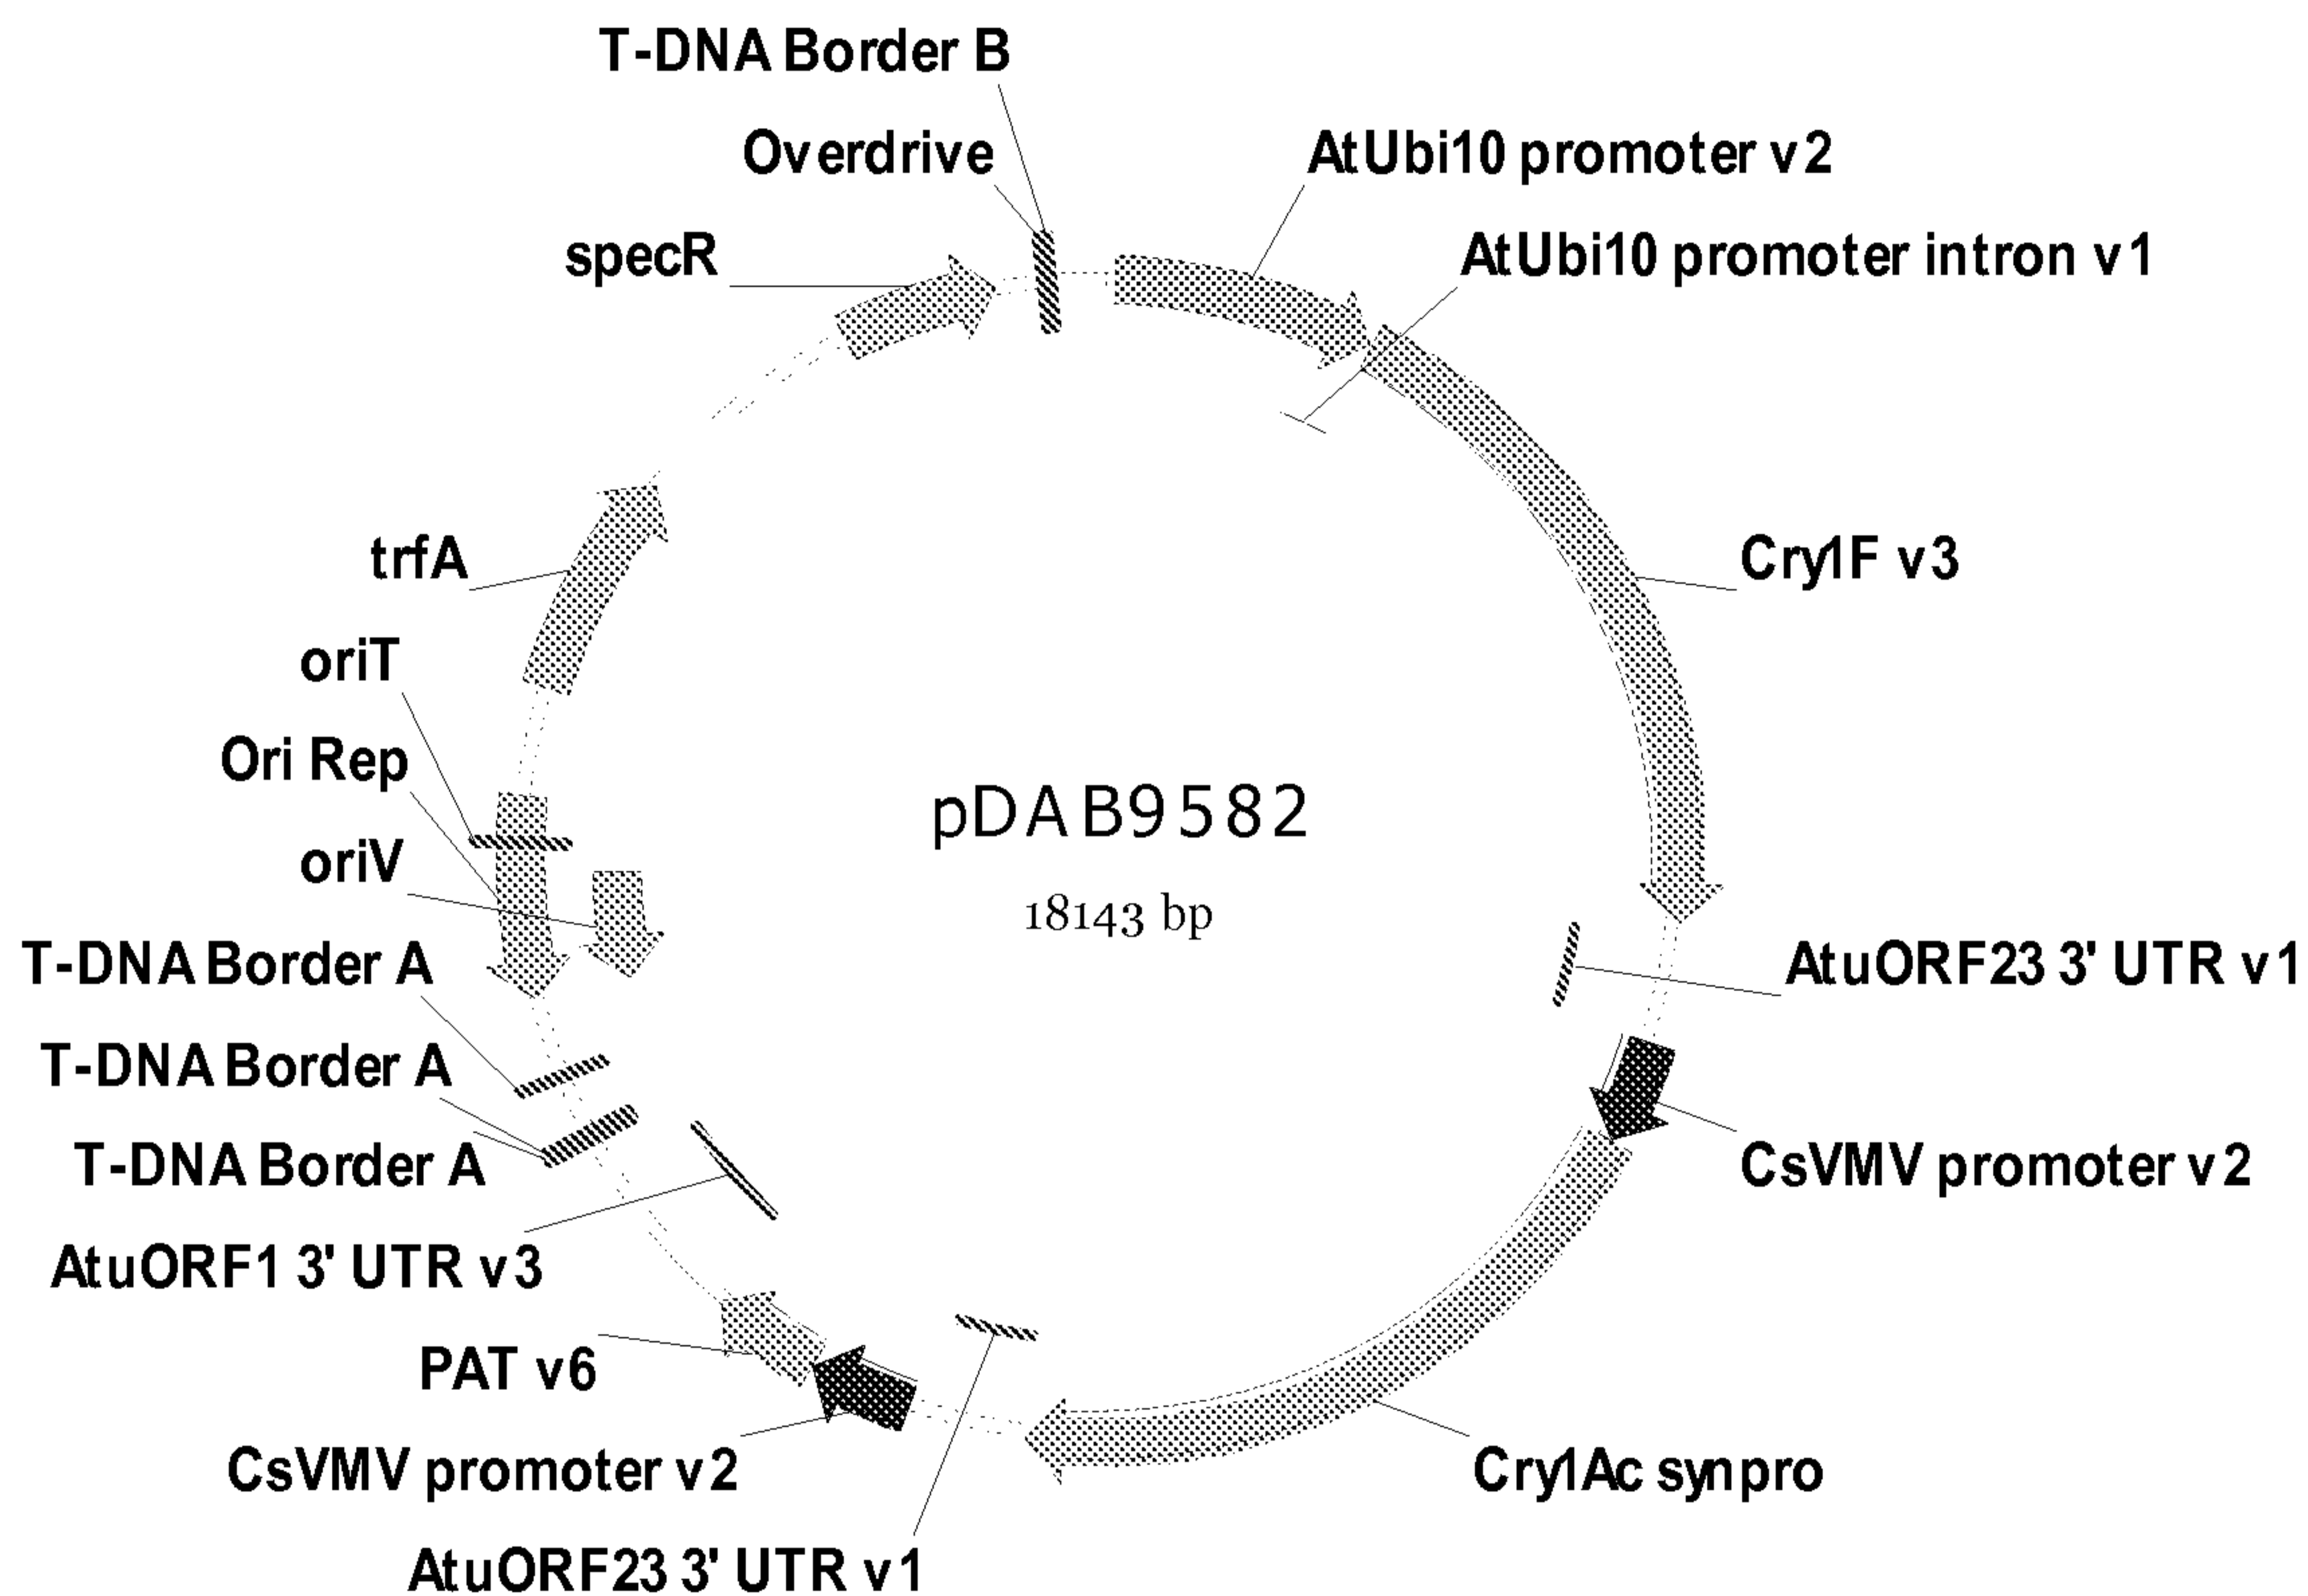 T-DNA Border B
Overdrive
AtUbi10 promoter v2
specR
AtUbi10 promoter intron v1
trfA
Cry1F v3
oriT
Ori Rep
pDAB9582
oriV
18143 bp
T-DNA Border A
AtuORF23 3' UTR v1
T-DNA Border A
T-DNA Border A
CsVMV promoter v2
AtuORF1 3' UTR v3
PAT v6
CsVMV promoter v2
Cry1Ac synpro
AtuORF23 3' UTR v1